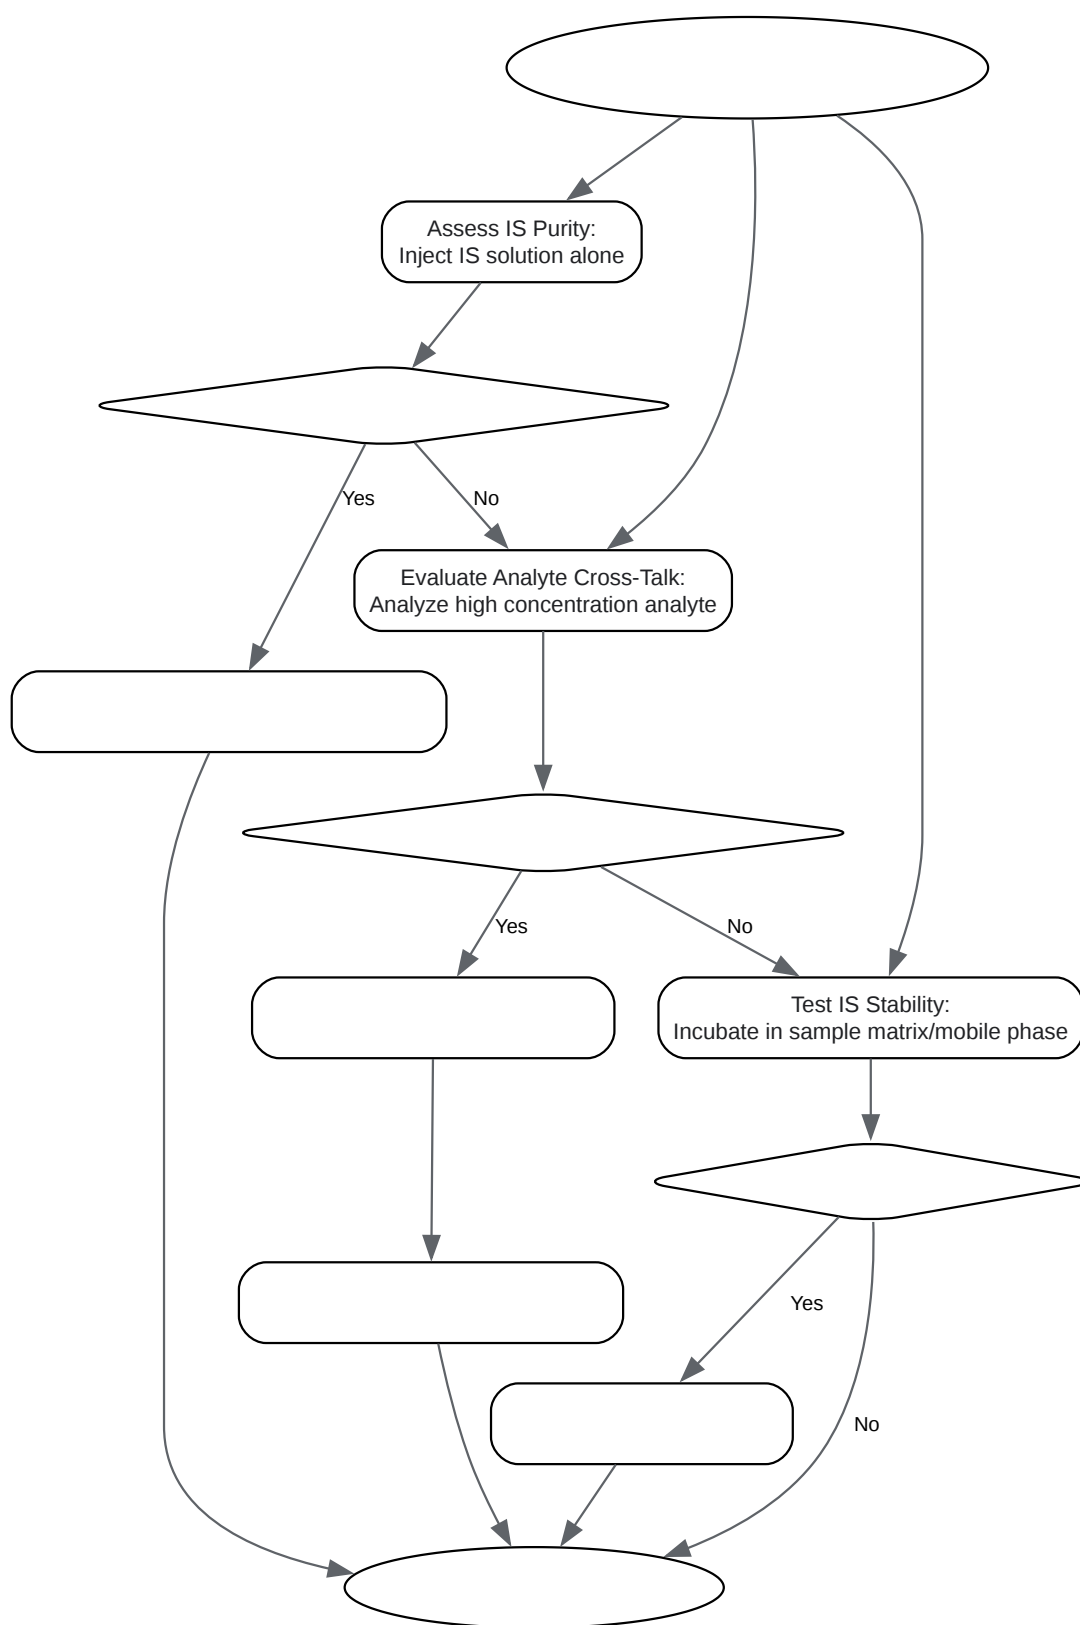 Assess IS Purity:
Inject IS solution alone
Yes
No
Evaluate Analyte Cross-Talk:
Analyze high concentration analyte
Yes
No
Test IS Stability:
Incubate in sample matrix/mobile phase
Yes
No